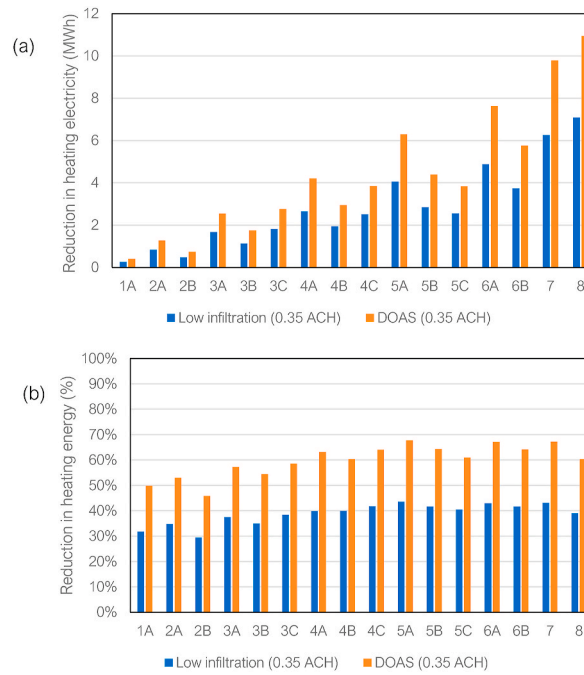 (a)
Reduction in heating electricity (MWh)
12
10
8
6
4
2
0
1A 2A 2B 3A 3B 3C 4A 4B 4C 5A 5B 5C 6A 6B 7 8
Low infiltration (0.35 ACH) DOAS (0.35 ACH)
(b)
Reduction in heating energy (%)
100%
90%
80%
70%
60%
50%
40%
30%
20%
10%
0%
1A 2A 2B 3A 3B 3C 4A 4B 4C 5A 5B 5C 6A 6B 7 8
Low infiltration (0.35 ACH) DOAS (0.35 ACH)